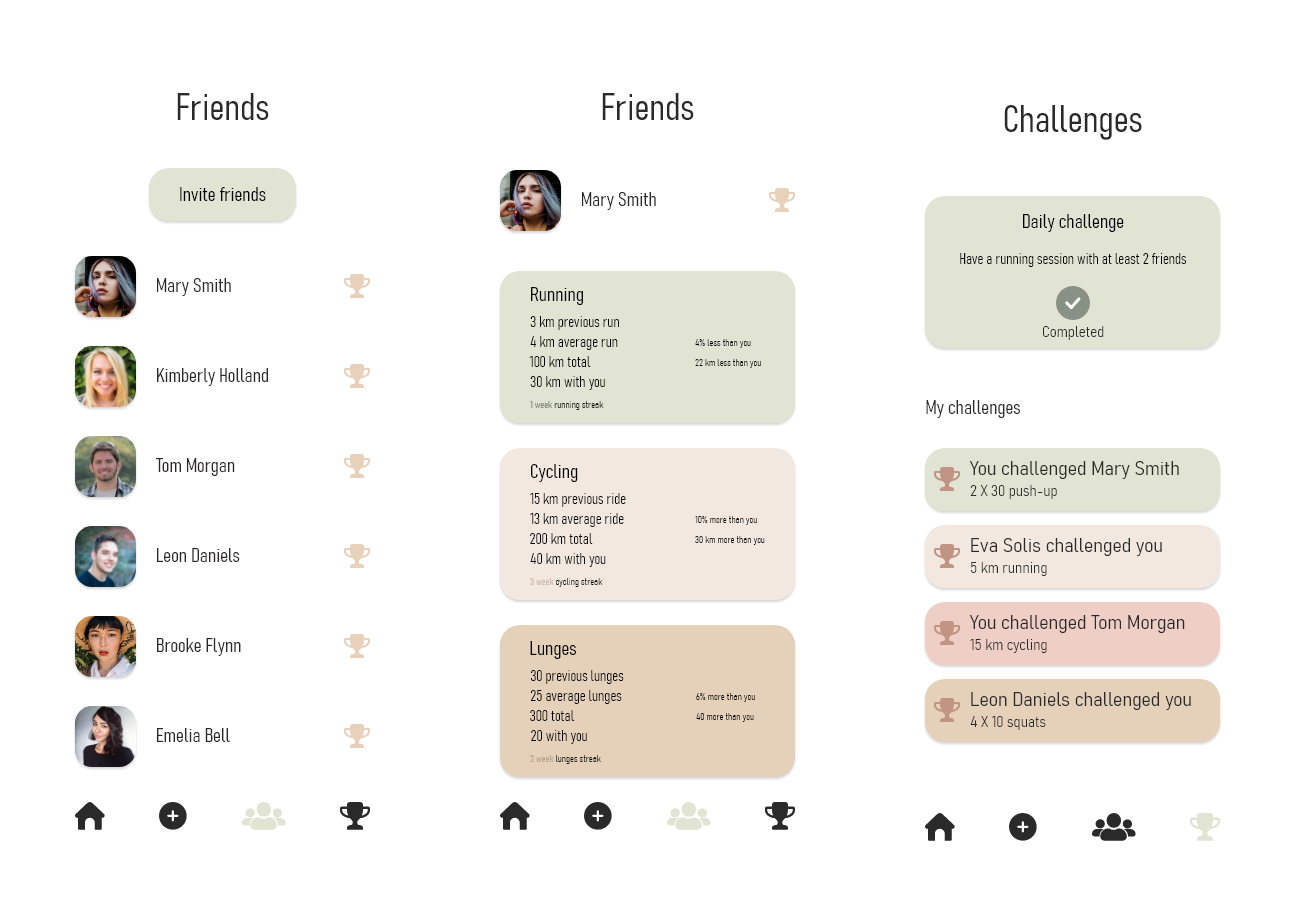 Friends
Invite friends
Mary Smith
Kimberly Holland
Tom Morgan
Leon Daniels
Brooke Flynn
Emelia Bell
Friends
Mary Smith
Running
3 km previous run
4 km average run
4% less than you
100 km total
22 km less than you
30 km with you
1 week running streak
Cycling
15 km previous ride
13 km average ride
10% more than you
200 km total
30 km more than you
40 km with you
3 week cycling streak
Lunges
30 previous lunges
25 average lunges
6% more than you
300 total
40 more than you
20 with you
2 week lunges streak
Challenges
Daily challenge
Have a running session with at least 2 friends
Completed
My challenges
You challenged Mary Smith
2 X 30 push-up
Eva Solis challenged you
5 km running
You challenged Tom Morgan
15 km cycling
Leon Daniels challenged you
4 X 10 squats